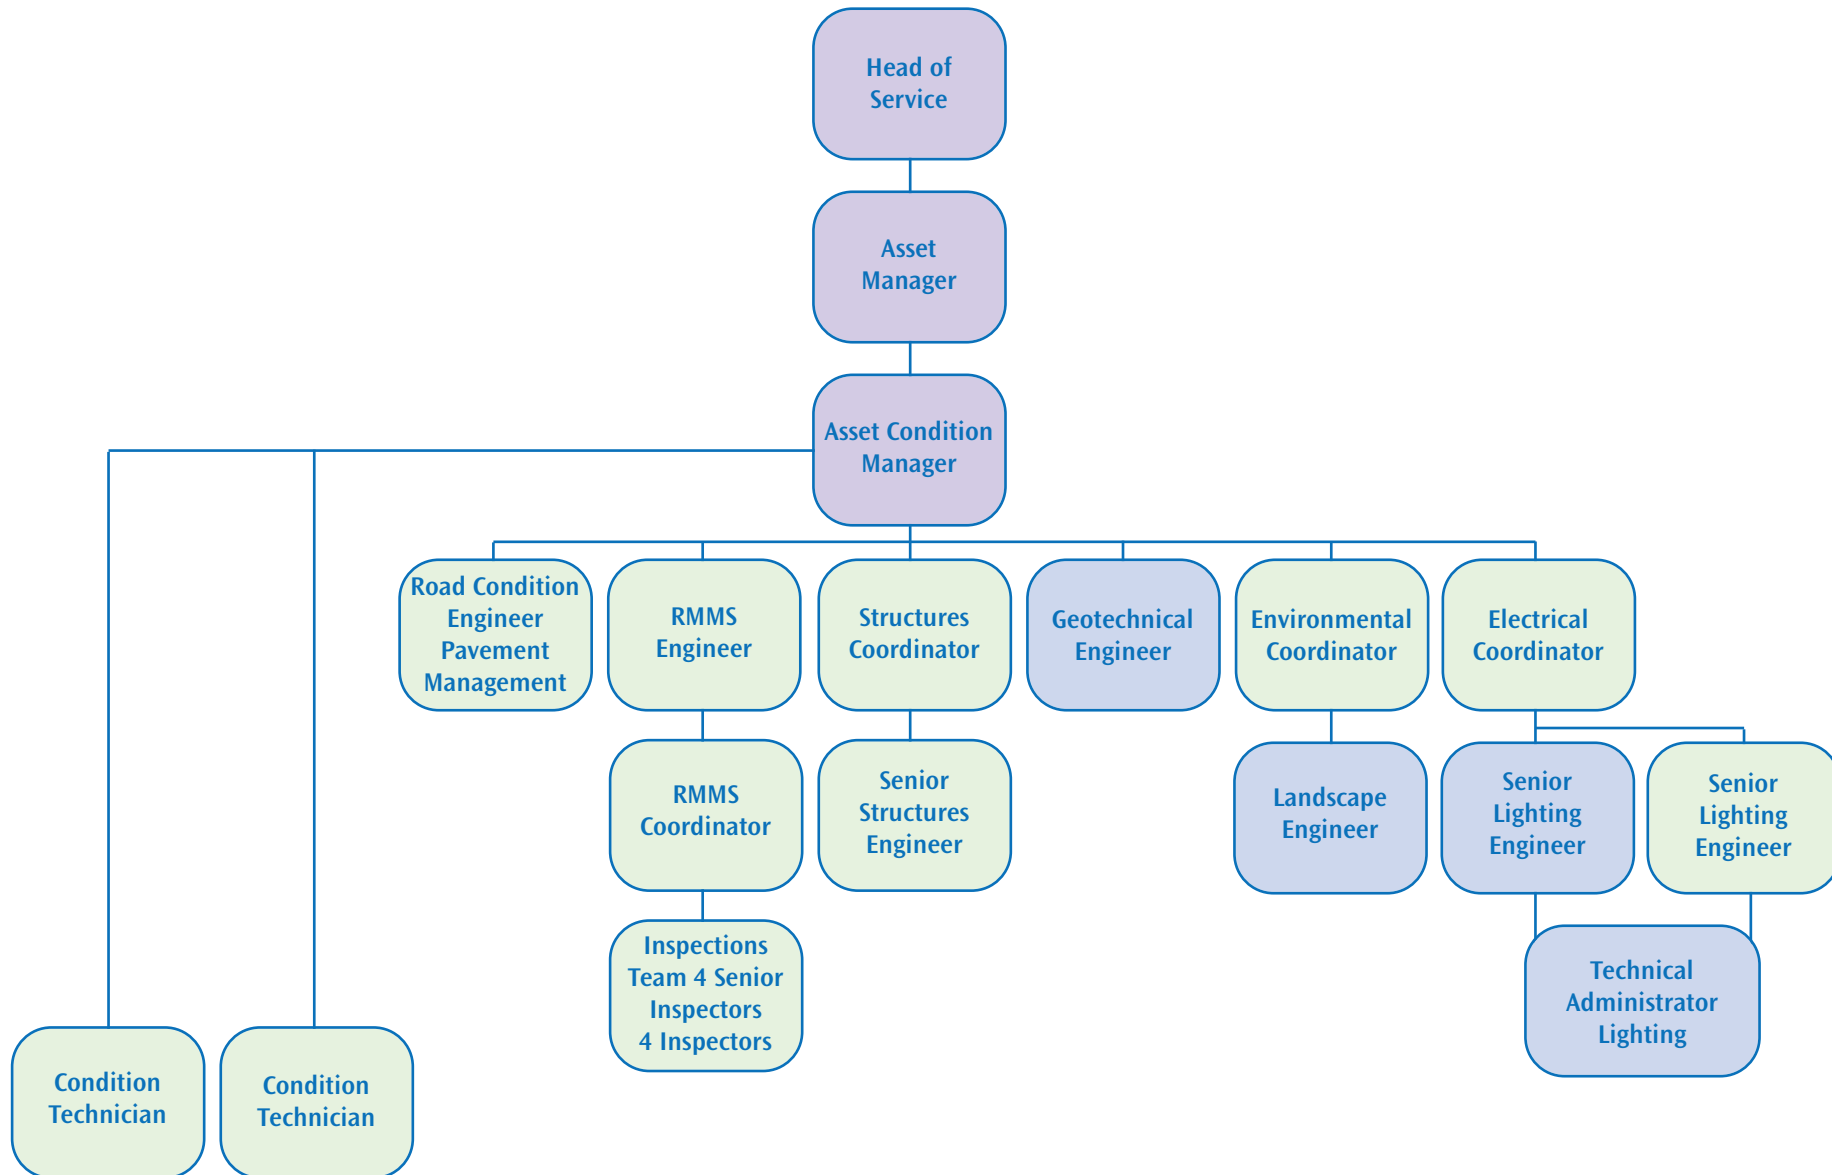 Head of
Service
Asset
Manager
Asset Condition
Manager
Road Condition
Engineer
Pavement
Management
RMMS
Engineer
Structures
Coordinator
Geotechnical
Engineer
Environmental
Coordinator
Electrical
Coordinator
RMMS
Coordinator
Senior
Structures
Engineer
Landscape
Engineer
Senior
Lighting
Engineer
Senior
Lighting
Engineer
Inspections
Team 4 Senior
Inspectors
4 Inspectors
Technical
Administrator
Lighting
Condition
Technician
Condition
Technician